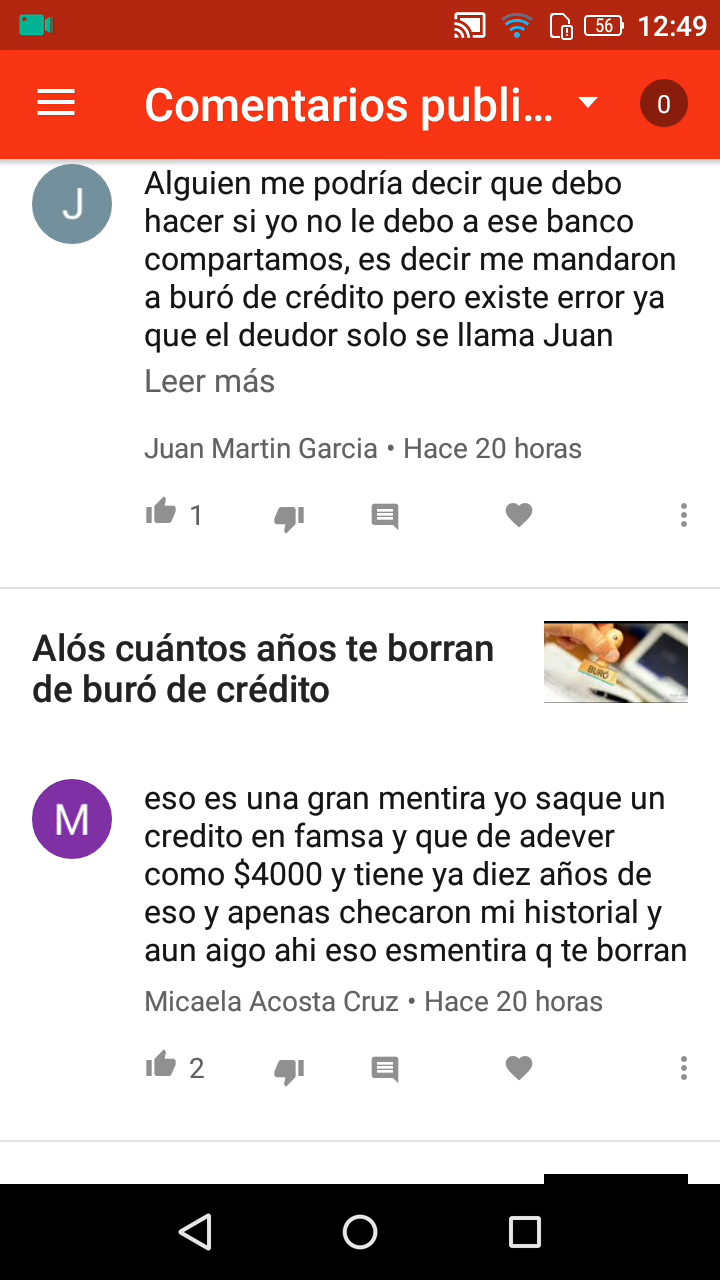 56 12:49
Comentarios publi... 0
J
Alguien me podría decir que debo
hacer si yo no le debo a ese banco
compartamos, es decir me mandaron
a buró de crédito pero existe error ya
que el deudor solo se llama Juan
Leer más
Juan Martin Garcia • Hace 20 horas
1
Alós cuántos años te borran
de buró de crédito
BURÓ
M
eso es una gran mentira yo saque un
credito en famsa y que de adever
como $4000 y tiene ya diez años de
eso y apenas checaron mi historial y
aun aigo ahi eso esmentira q te borran
Micaela Acosta Cruz • Hace 20 horas
2